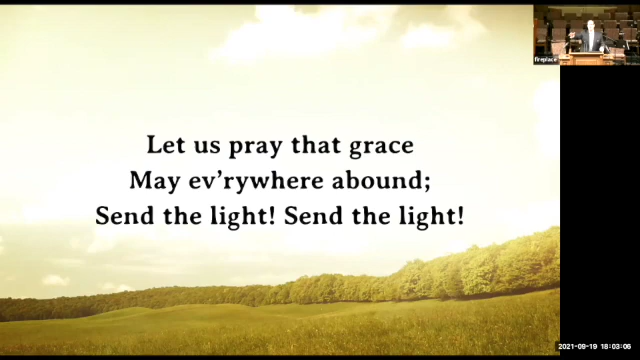 fireplace
Let us pray that grace
May ev'rywhere abound;
Send the light! Send the light!
2021-09-19 18:03:06